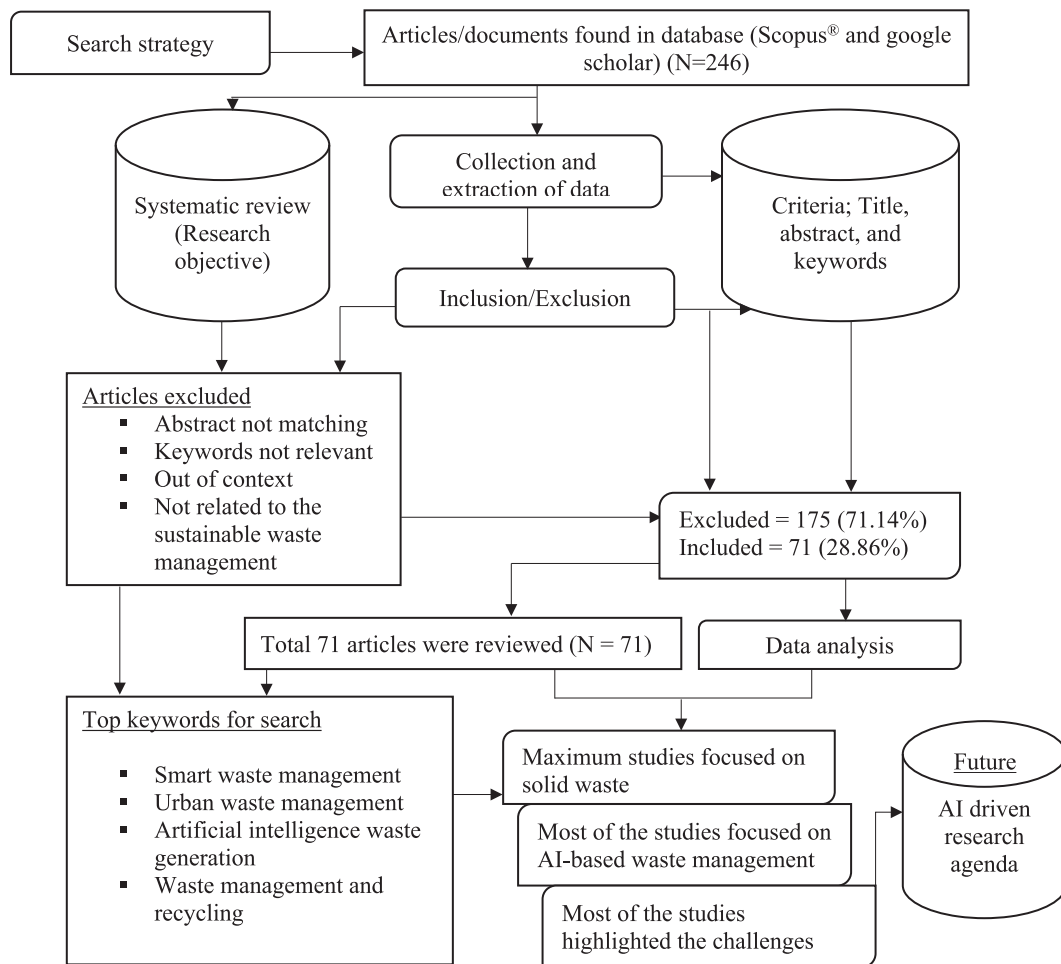 Search strategy
Articles/documents found in database (Scopus® and google
scholar) (N=246)
Systematic review
(Research
objective)
Collection and
extraction of data
Criteria; Title,
abstract, and
keywords
Inclusion/Exclusion
Articles excluded
▪ Abstract not matching
▪ Keywords not relevant
▪ Out of context
▪ Not related to the
sustainable waste
management
Excluded = 175 (71.14%)
Included = 71 (28.86%)
Total 71 articles were reviewed (N = 71)
Data analysis
Top keywords for search
▪ Smart waste management
▪ Urban waste management
▪ Artificial intelligence waste
generation
▪ Waste management and
recycling
Maximum studies focused on
solid waste
Most of the studies focused on
AI-based waste management
Most of the studies
highlighted the challenges
Future
AI driven
research
agenda